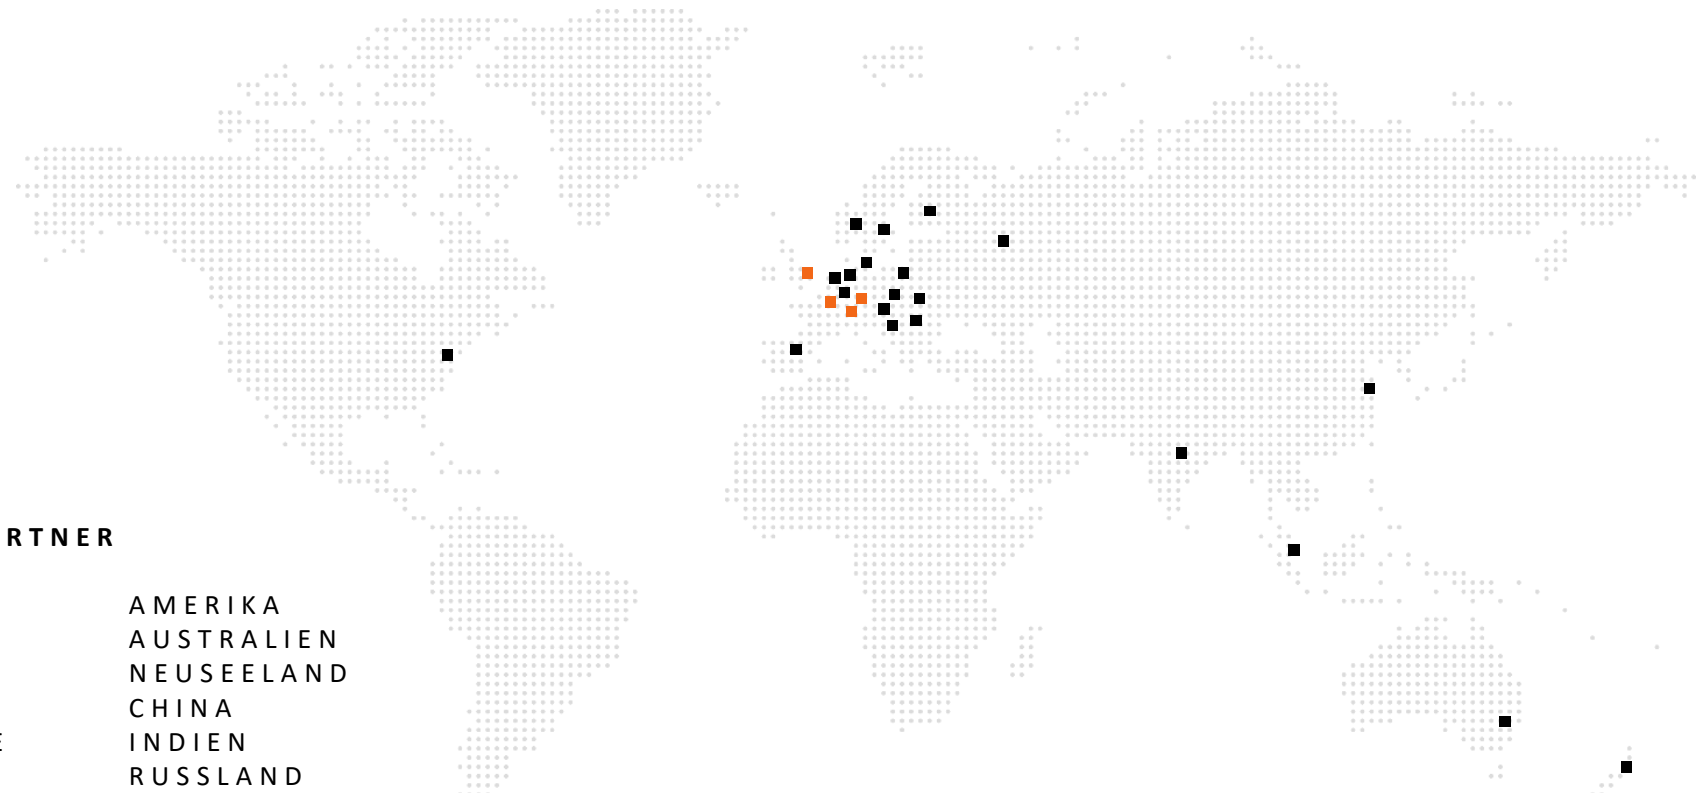 RTNER
AMERIKA
AUSTRALIEN
NEUSEELAND
CHINA
E INDIEN
RUSSLAND